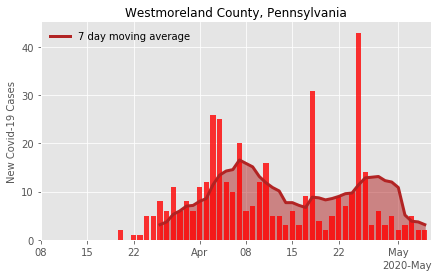 Westmoreland County, Pennsylvania
7 day moving average
New Covid-19 Cases
40
30
20
10
0
08 15 22 Apr 08 15 22 May
2020-May